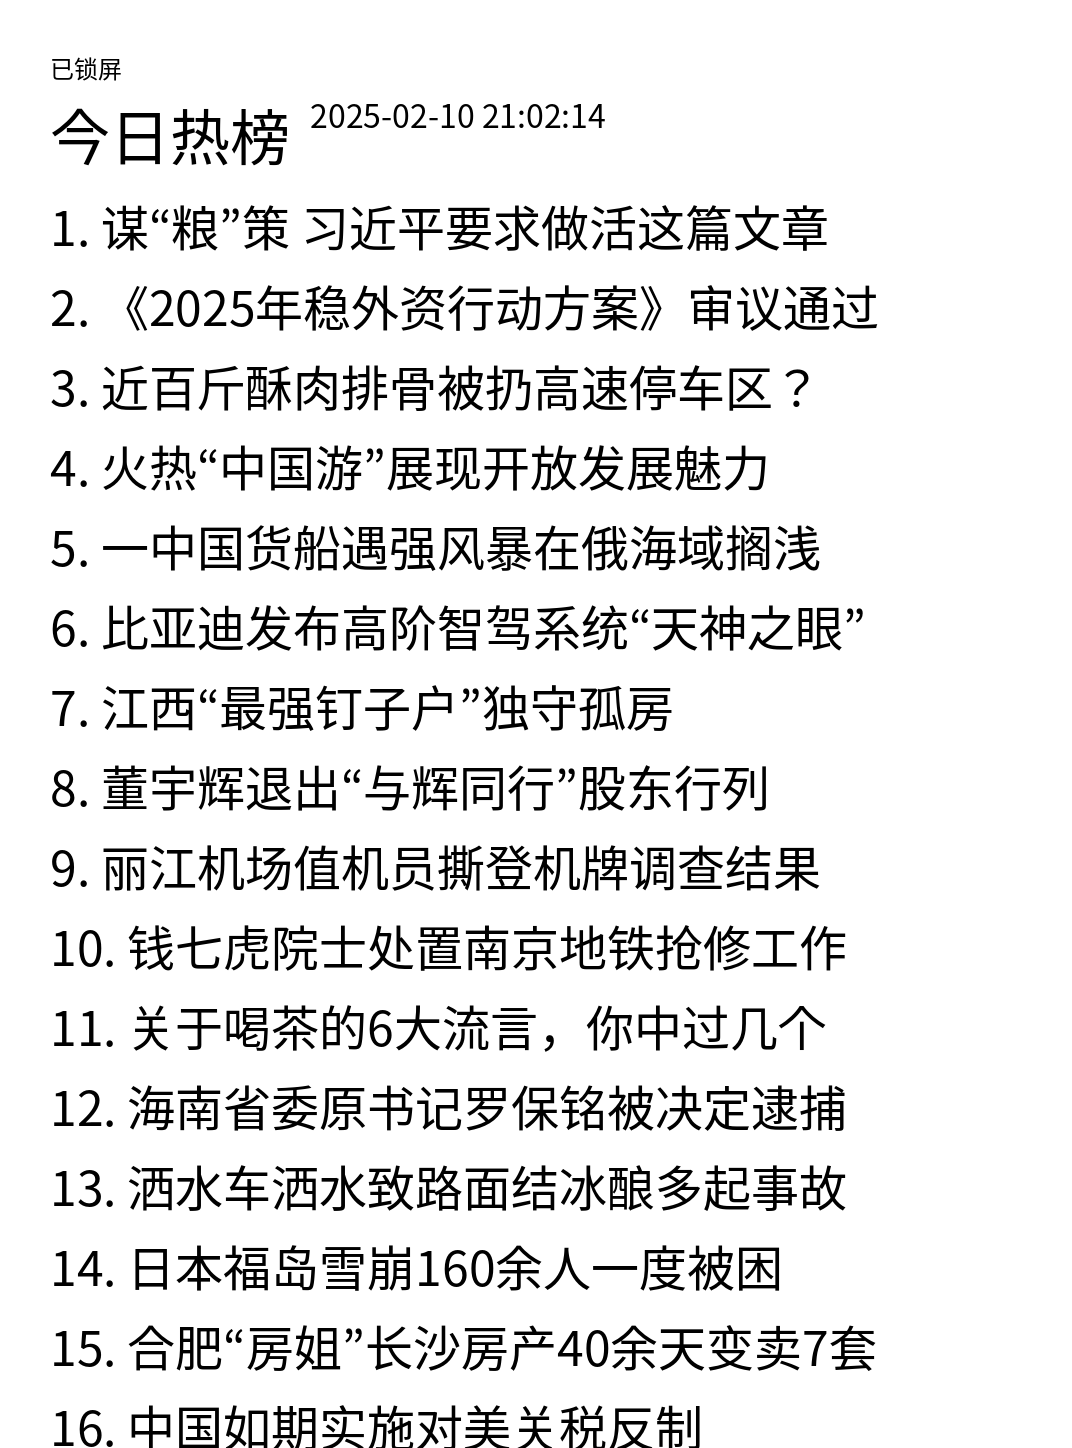 已锁屏
今日热榜 2025-02-10 21:02:14
1. 谋“粮”策 习近平要求做活这篇文章
2. 《2025年稳外资行动方案》审议通过
3. 近百斤酥肉排骨被扔高速停车区？
4. 火热“中国游”展现开放发展魅力
5. 一中国货船遇强风暴在俄海域搁浅
6. 比亚迪发布高阶智驾系统“天神之眼”
7. 江西“最强钉子户”独守孤房
8. 董宇辉退出“与辉同行”股东行列
9. 丽江机场值机员撕登机牌调查结果
10. 钱七虎院士处置南京地铁抢修工作
11. 关于喝茶的6大流言，你中过几个
12. 海南省委原书记罗保铭被决定逮捕
13. 洒水车洒水致路面结冰酿多起事故
14. 日本福岛雪崩160余人一度被困
15. 合肥“房姐”长沙房产40余天变卖7套
16. 中国如期实施对美关税反制